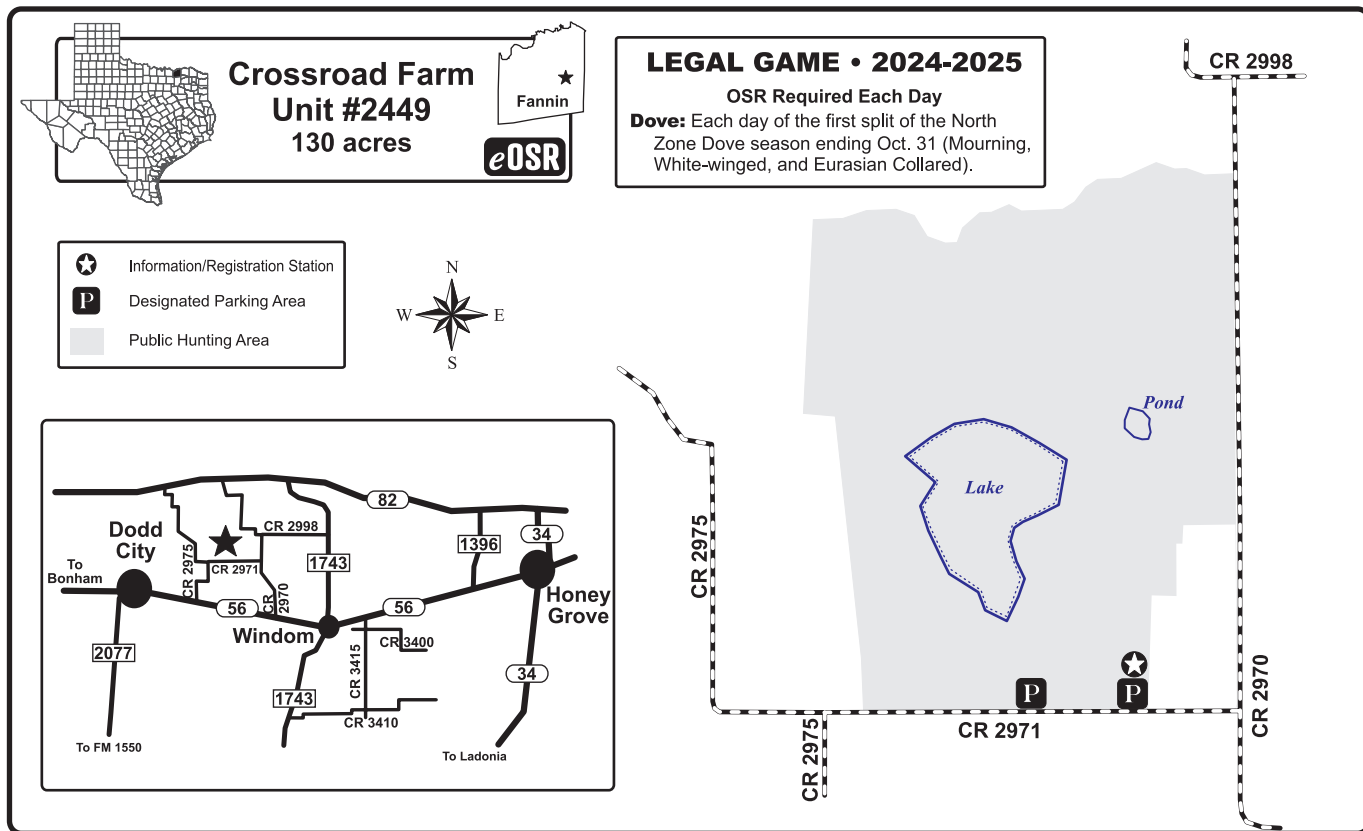 Crossroad Farm
Unit #2449
130 acres
Fannin
eOSR
LEGAL GAME • 2024-2025
OSR Required Each Day
Dove: Each day of the first split of the North
Zone Dove season ending Oct. 31 (Mourning,
White-winged, and Eurasian Collared).
CR 2998
Information/Registration Station
P
Designated Parking Area
Public Hunting Area
N
W
E
S
Pond
Lake
CR 2975
CR 2970
P
P
CR 2971
CR 2975
82
Dodd
City
CR 2998
34
CR 2975
CR 2971
1743
1396
To
Bonham
CR
2970
56
56
Honey
Grove
Windom
2077
CR 3400
CR 3415
34
1743
CR 3410
To FM 1550
To Ladonia